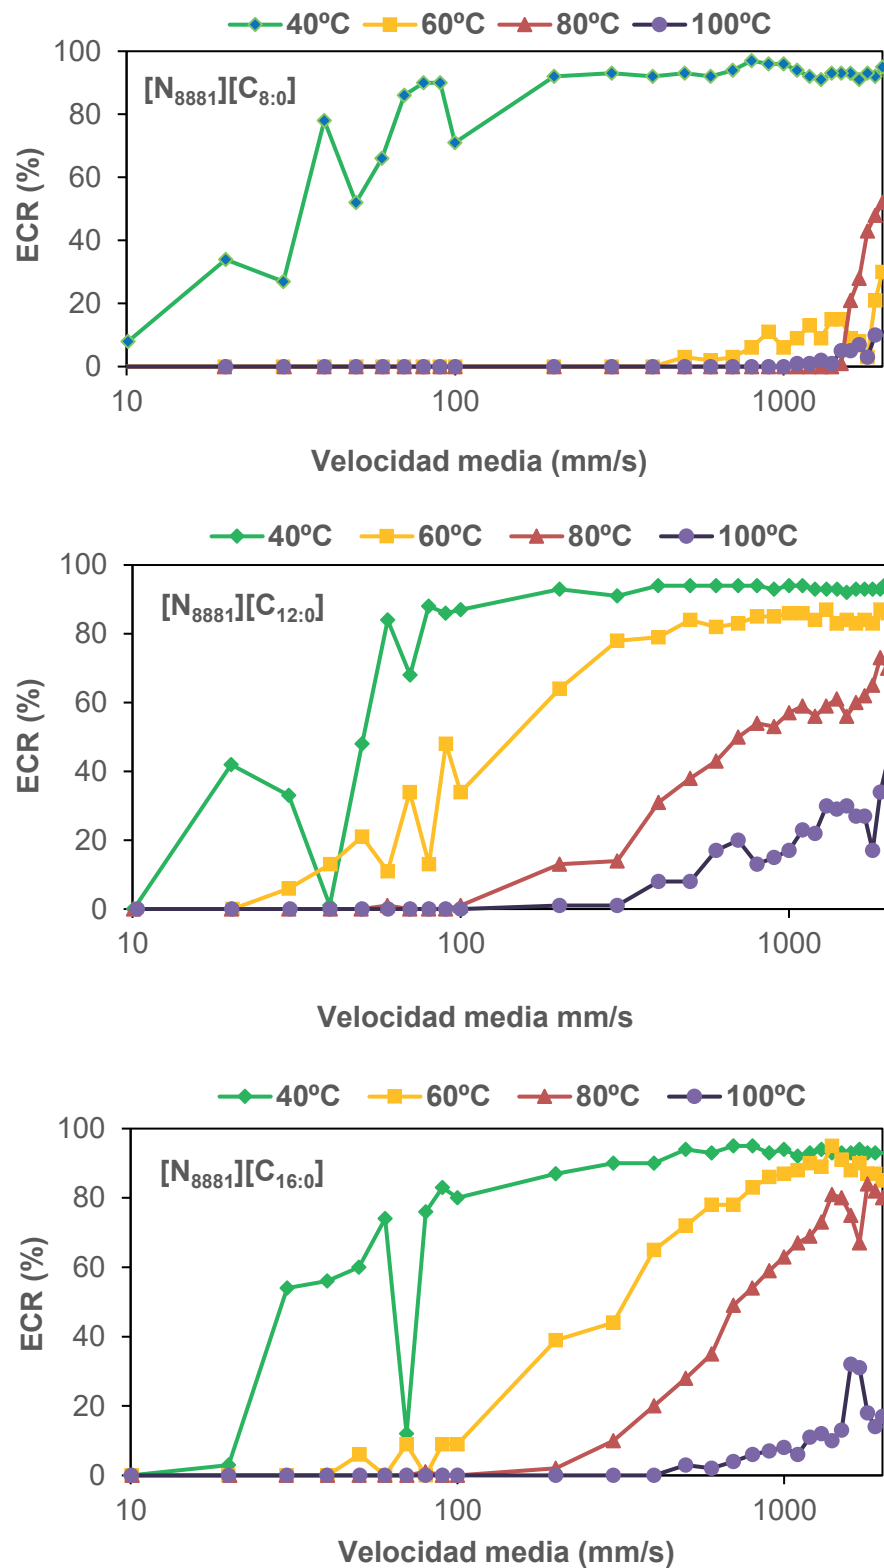 40ºC 60ºC 80ºC 100ºC
100
[N8881][C8:0]
80
60
40
20
0
ECR (%)
10 100 1000
Velocidad media (mm/s)
40ºC 60ºC 80ºC 100ºC
100
[N8881][C12:0]
80
60
40
20
0
ECR (%)
10 100 1000
Velocidad media mm/s
40ºC 60ºC 80ºC 100ºC
100
[N8881][C16:0]
80
60
40
20
0
ECR (%)
10 100 1000
Velocidad media (mm/s)